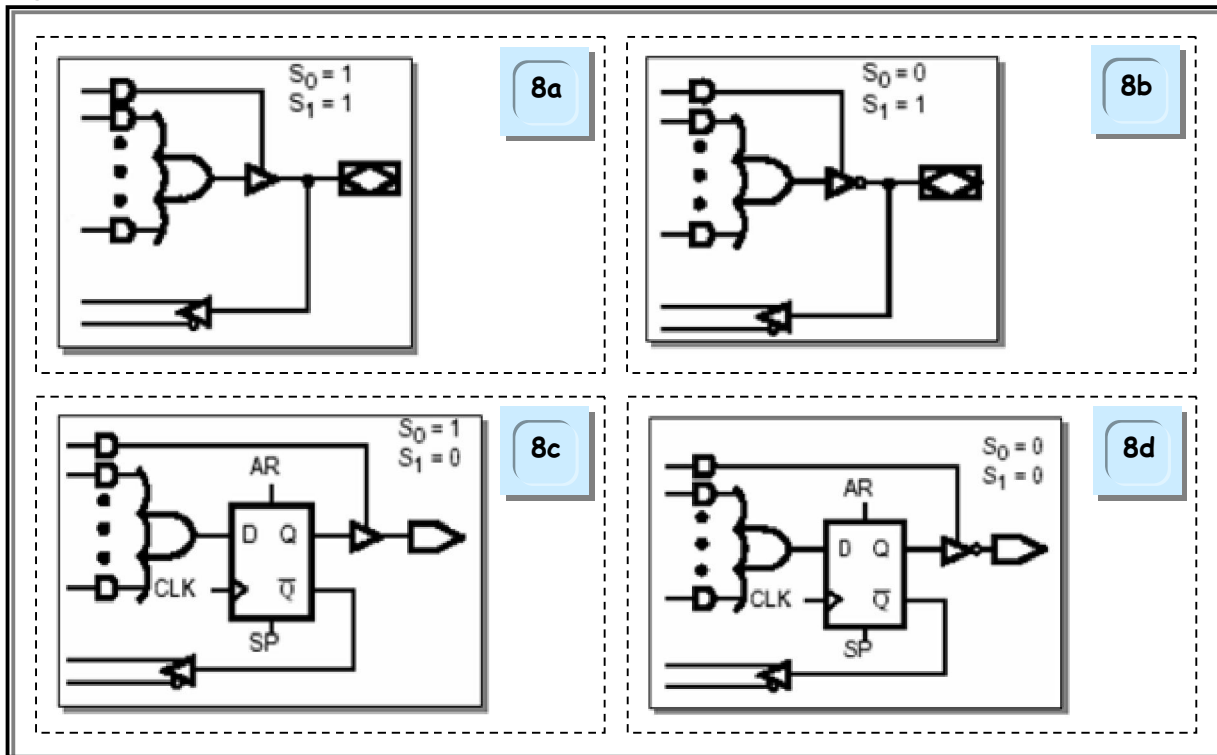 S0 = 1
S1 = 1
8a
S0 = 0
S1 = 1
8b
S0 = 1
S1 = 0
8c
AR
D Q
CLK
Q̅
SP
S0 = 0
S1 = 0
8d
AR
D Q
CLK
Q̅
SP